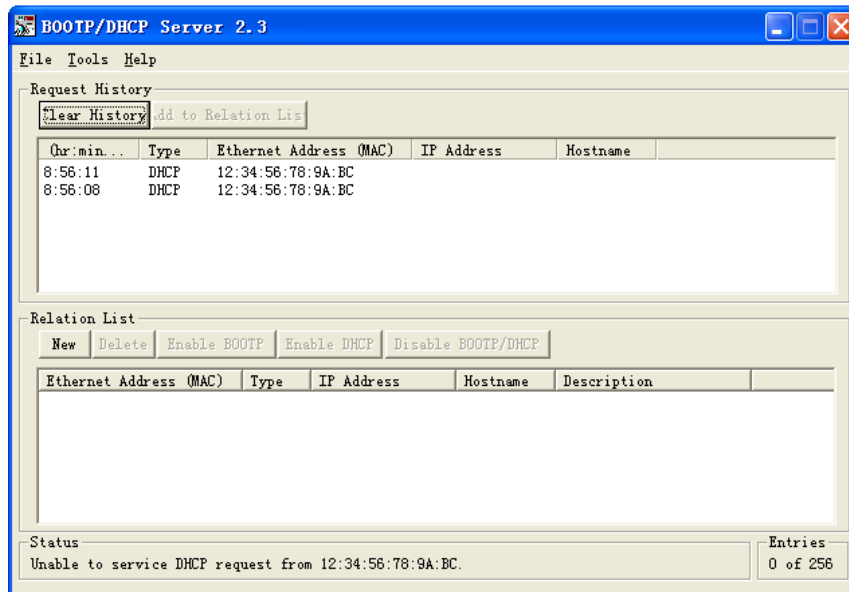 BOOTP/DHCP Server 2.3
File Tools Help
Request History
Clear History dd to Relation Lis
(hr:min... Type Ethernet Address (MAC) IP Address Hostname
8:56:11 DHCP 12:34:56:78:9A:BC
8:56:08 DHCP 12:34:56:78:9A:BC
Relation List
New Delete Enable BOOTP Enable DHCP Disable BOOTP/DHCP
Ethernet Address (MAC) Type IP Address Hostname Description
Status Entries
Unable to service DHCP request from 12:34:56:78:9A:BC. 0 of 256